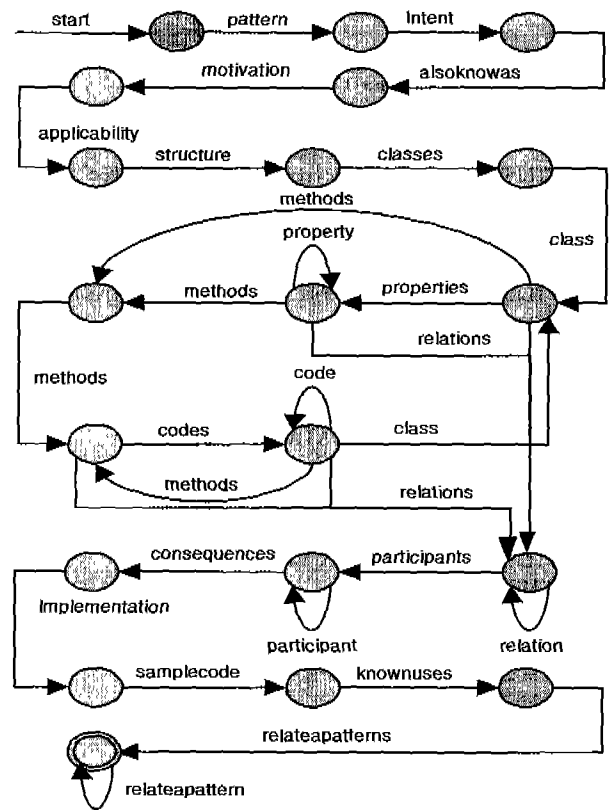 start
pattern
Intent
motivation
alsoknowas
applicability
structure
classes
methods
class
property
methods
properties
relations
methods
code
codes
class
methods
relations
consequences
participants
Implementation
participant
relation
samplecode
knownuses
relateapatterns
relateapattern